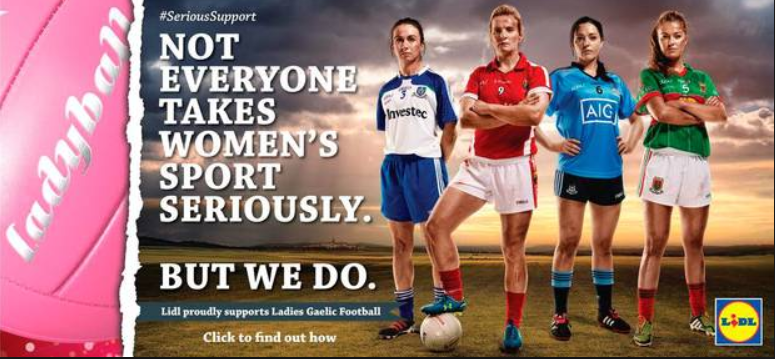 ladyball
#SeriousSupport
NOT
EVERYONE
TAKES
WOMEN'S
SPORT
SERIOUSLY.
BUT WE DO.
Lidl proudly supports Ladies Gaelic Football
Click to find out how
3
Investec
9
6
AIG
5
LiDL